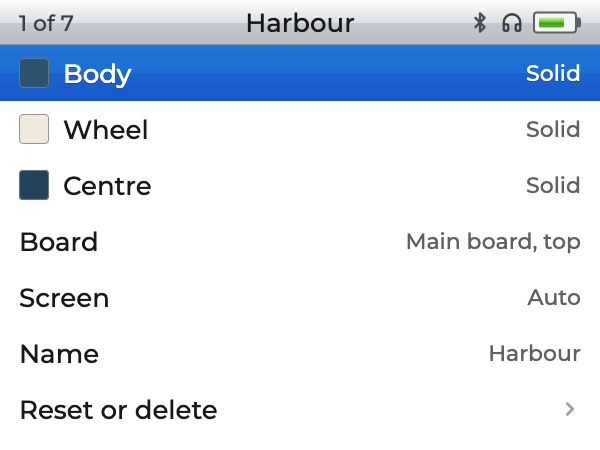 1 of 7 Harbour
Body Solid
Wheel Solid
Centre Solid
Board Main board, top
Screen Auto
Name Harbour
Reset or delete